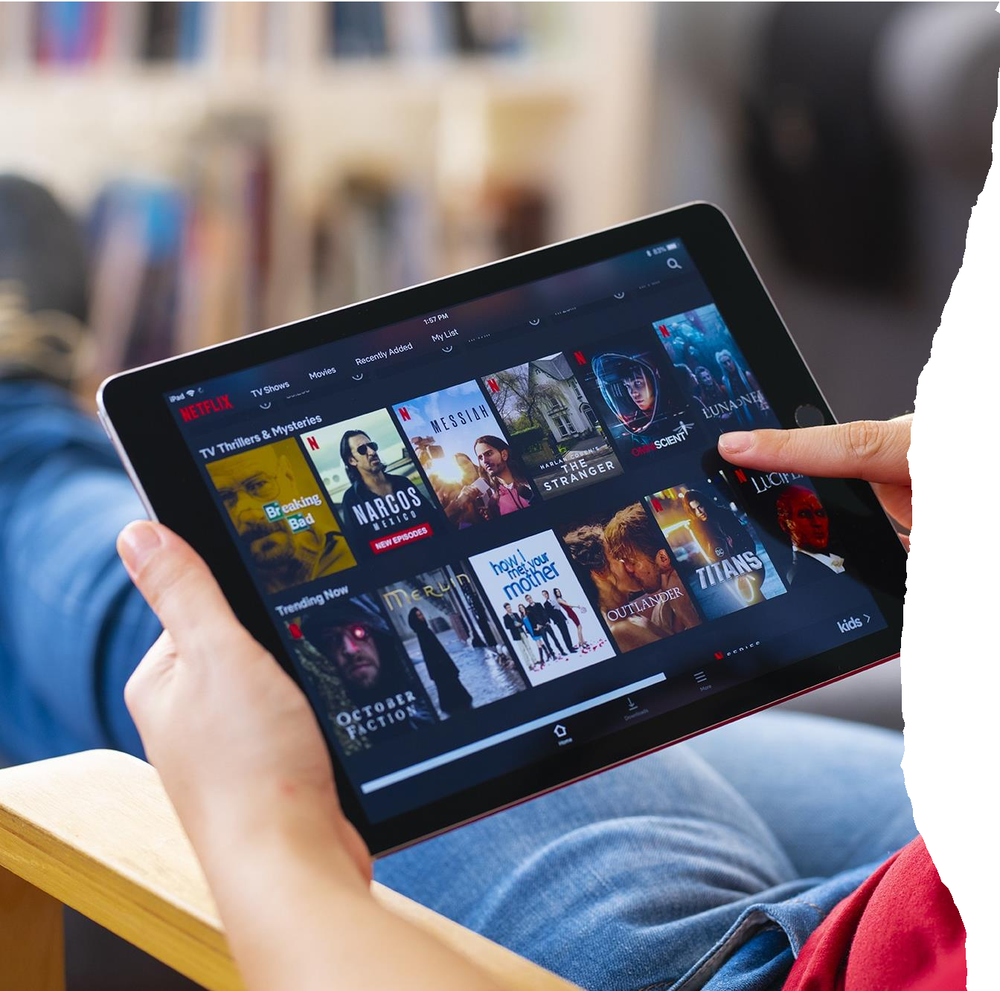 1:57 PM
83%
iPad
NETFLIX
TV Shows
Movies
Recently Added
My List
TV Thrillers & Mysteries
Breaking
Bad
NARCOS
MEXICO
NEW EPISODES
MESSIAH
HARLAN COBEN'S
THE
STRANGER
OMNISCIENT
LUNA NERA
Trending Now
OCTOBER
FACTION
MERLIN
how i
met your
mother
OUTLANDER
DC
TITANS
LUCIFER
SERIES
kids >
Home
Downloads
More